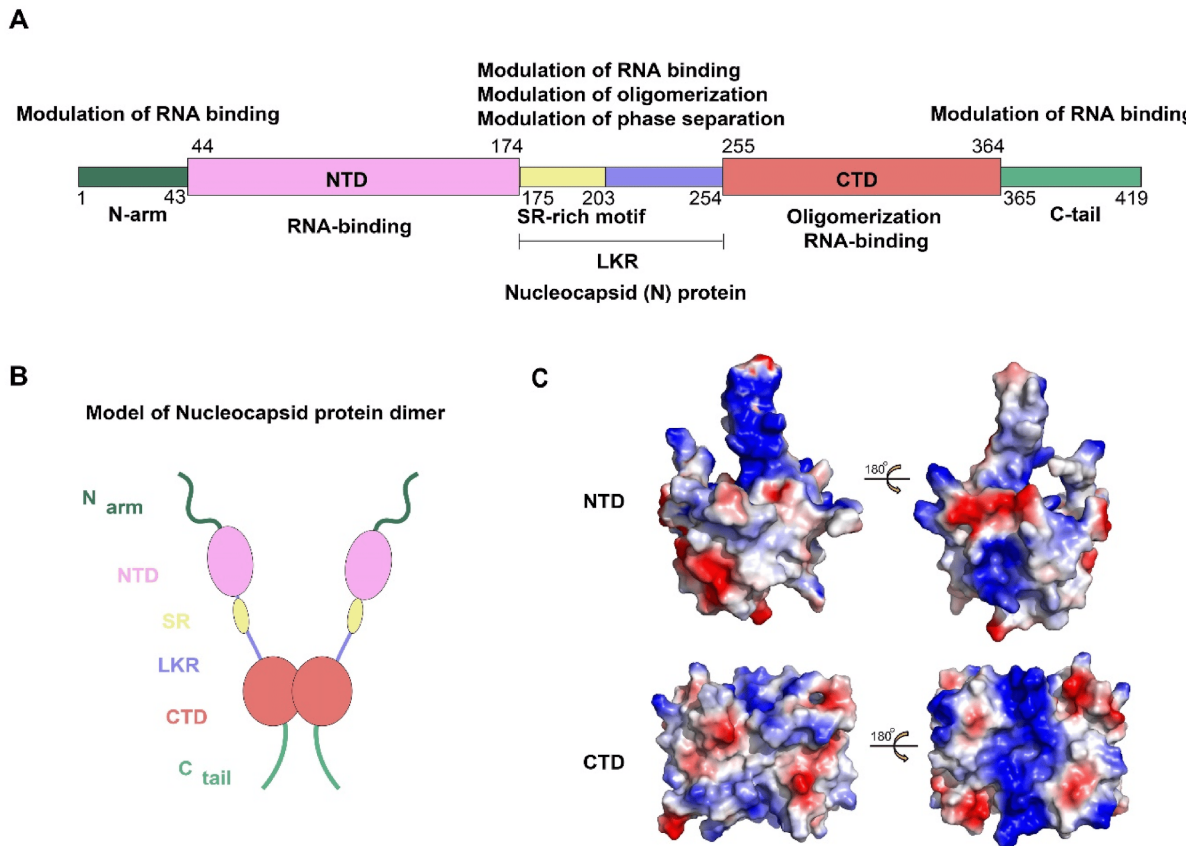 A
Modulation of RNA binding
Modulation of RNA binding
Modulation of oligomerization
Modulation of phase separation
Modulation of RNA binding
44
174
255
364
NTD
CTD
1
43
175
203
254
365
419
N-arm
RNA-binding
SR-rich motif
Oligomerization
RNA-binding
C-tail
LKR
Nucleocapsid (N) protein
B
Model of Nucleocapsid protein dimer
N arm
NTD
SR
LKR
CTD
C tail
C
NTD
180°
CTD
180°